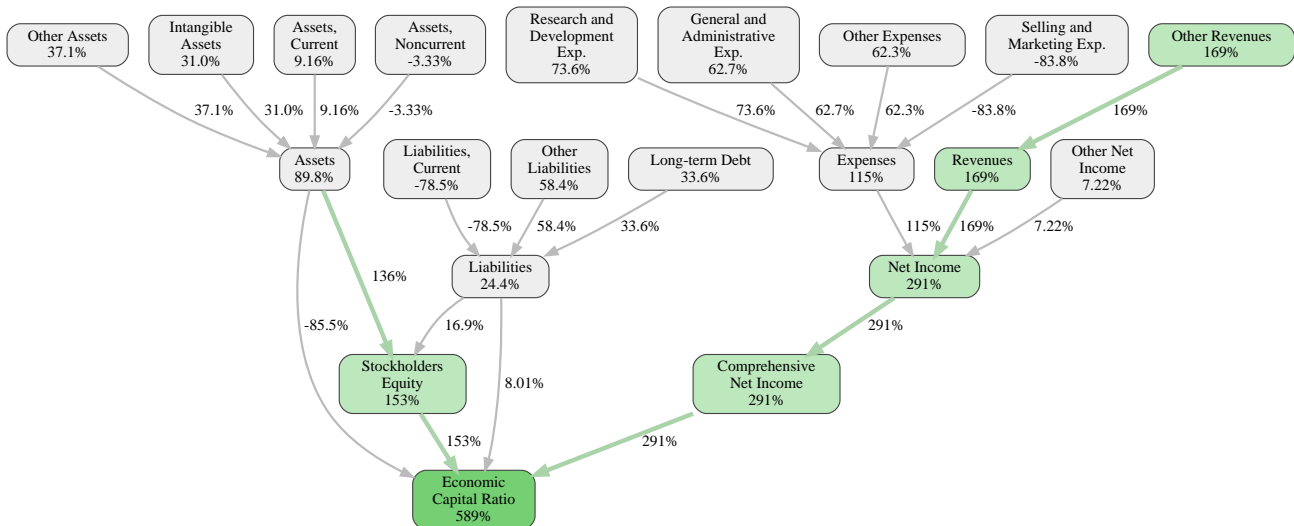 Other Assets
37.1%
Intangible
Assets
31.0%
Assets,
Current
9.16%
Assets,
Noncurrent
-3.33%
Research and
Development
Exp.
73.6%
General and
Administrative
Exp.
62.7%
Other Expenses
62.3%
Selling and
Marketing Exp.
-83.8%
Other Revenues
169%
37.1%
31.0%
9.16%
-3.33%
73.6%
62.7%
62.3%
-83.8%
169%
Assets
89.8%
Liabilities,
Current
-78.5%
Other
Liabilities
58.4%
Long-term Debt
33.6%
Expenses
115%
Revenues
169%
Other Net
Income
7.22%
-78.5%
58.4%
33.6%
115%
169%
7.22%
136%
Liabilities
24.4%
Net Income
291%
-85.5%
16.9%
291%
Stockholders
Equity
153%
8.01%
Comprehensive
Net Income
291%
153%
291%
Economic
Capital Ratio
589%